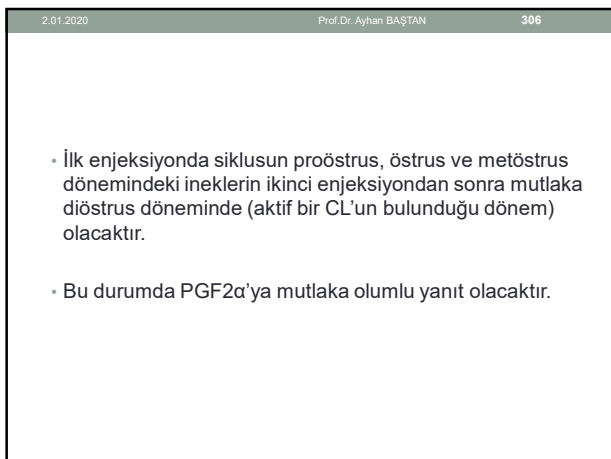 2.01.2020 Prof.Dr. Ayhan BAŞTAN 306
• İlk enjeksiyonda siklusun proöstrus, östrus ve metöstrus
dönemindeki ineklerin ikinci enjeksiyondan sonra mutlaka
diöstrus döneminde (aktif bir CL'un bulunduğu dönem)
olacaktır.
• Bu durumda PGF2α'ya mutlaka olumlu yanıt olacaktır.